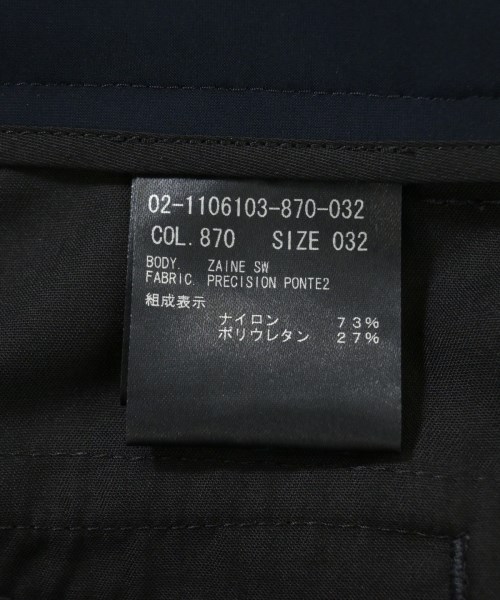 02-1106103-870-032
COL. 870 SIZE 032
BODY. ZAINE SW
FABRIC. PRECISION PONTE2
組成表示
ナイロン 73%
ポリウレタン 27%